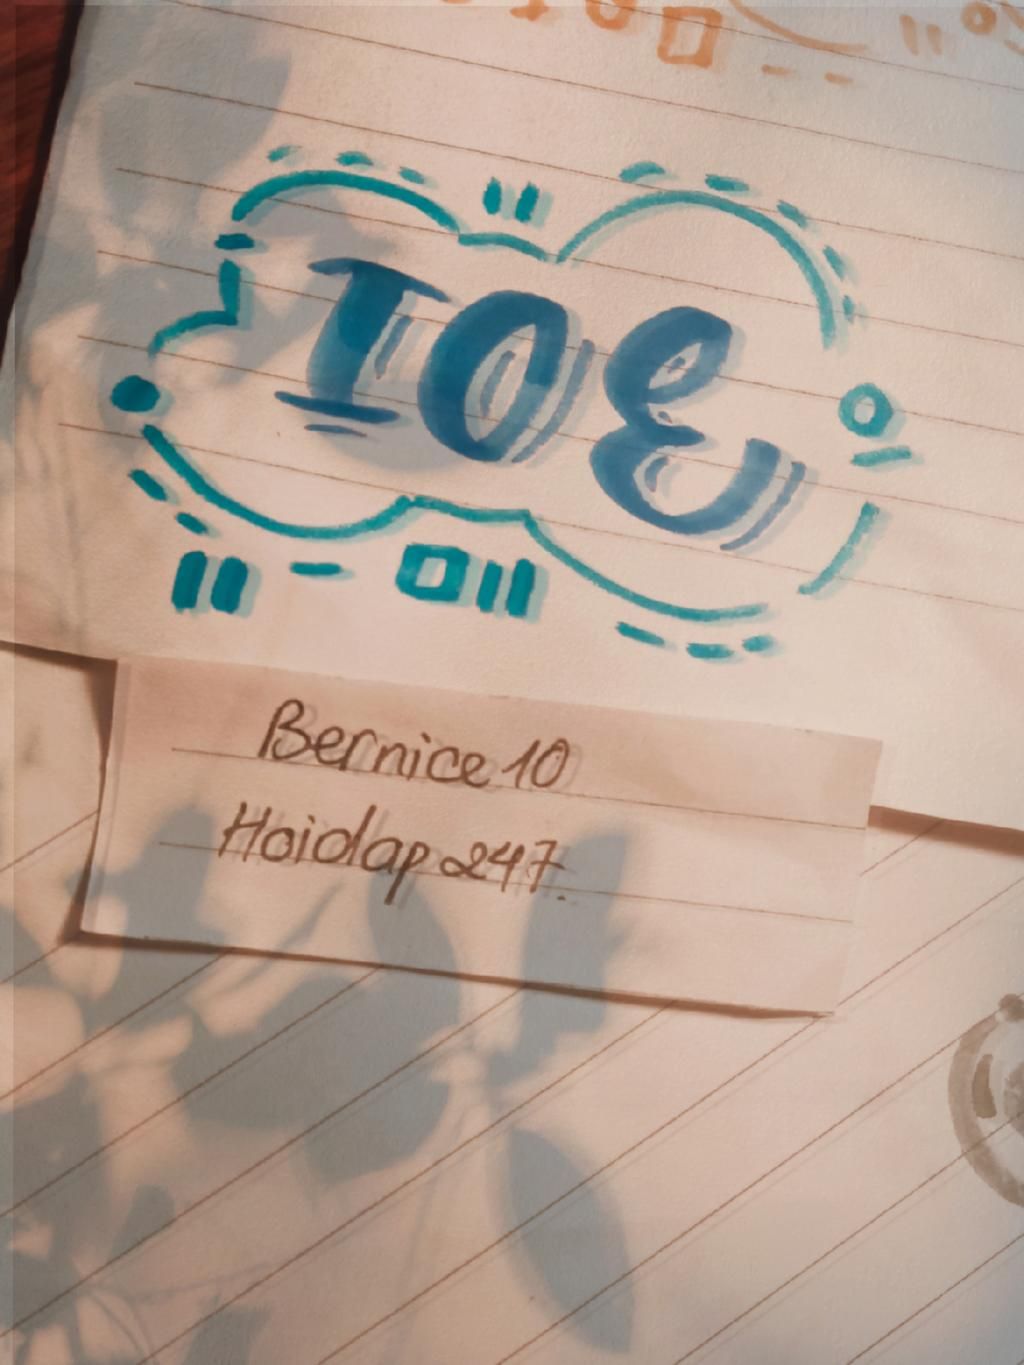 IOE
Bernice 10
Hoidap 247.